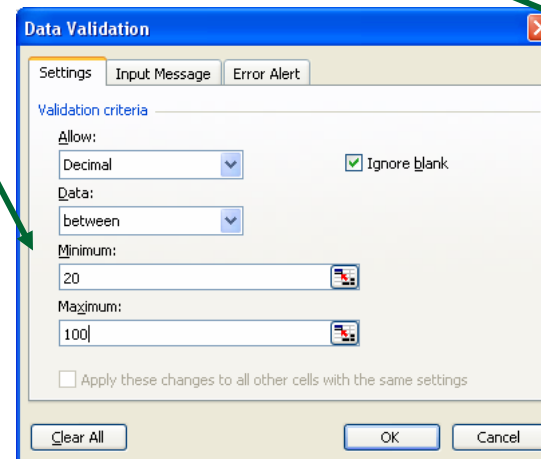 Data Validation
Settings
Input Message
Error Alert
Validation criteria
Allow:
Decimal
Ignore blank
Data:
between
Minimum:
20
Maximum:
100
Apply these changes to all other cells with the same settings
Clear All
OK
Cancel